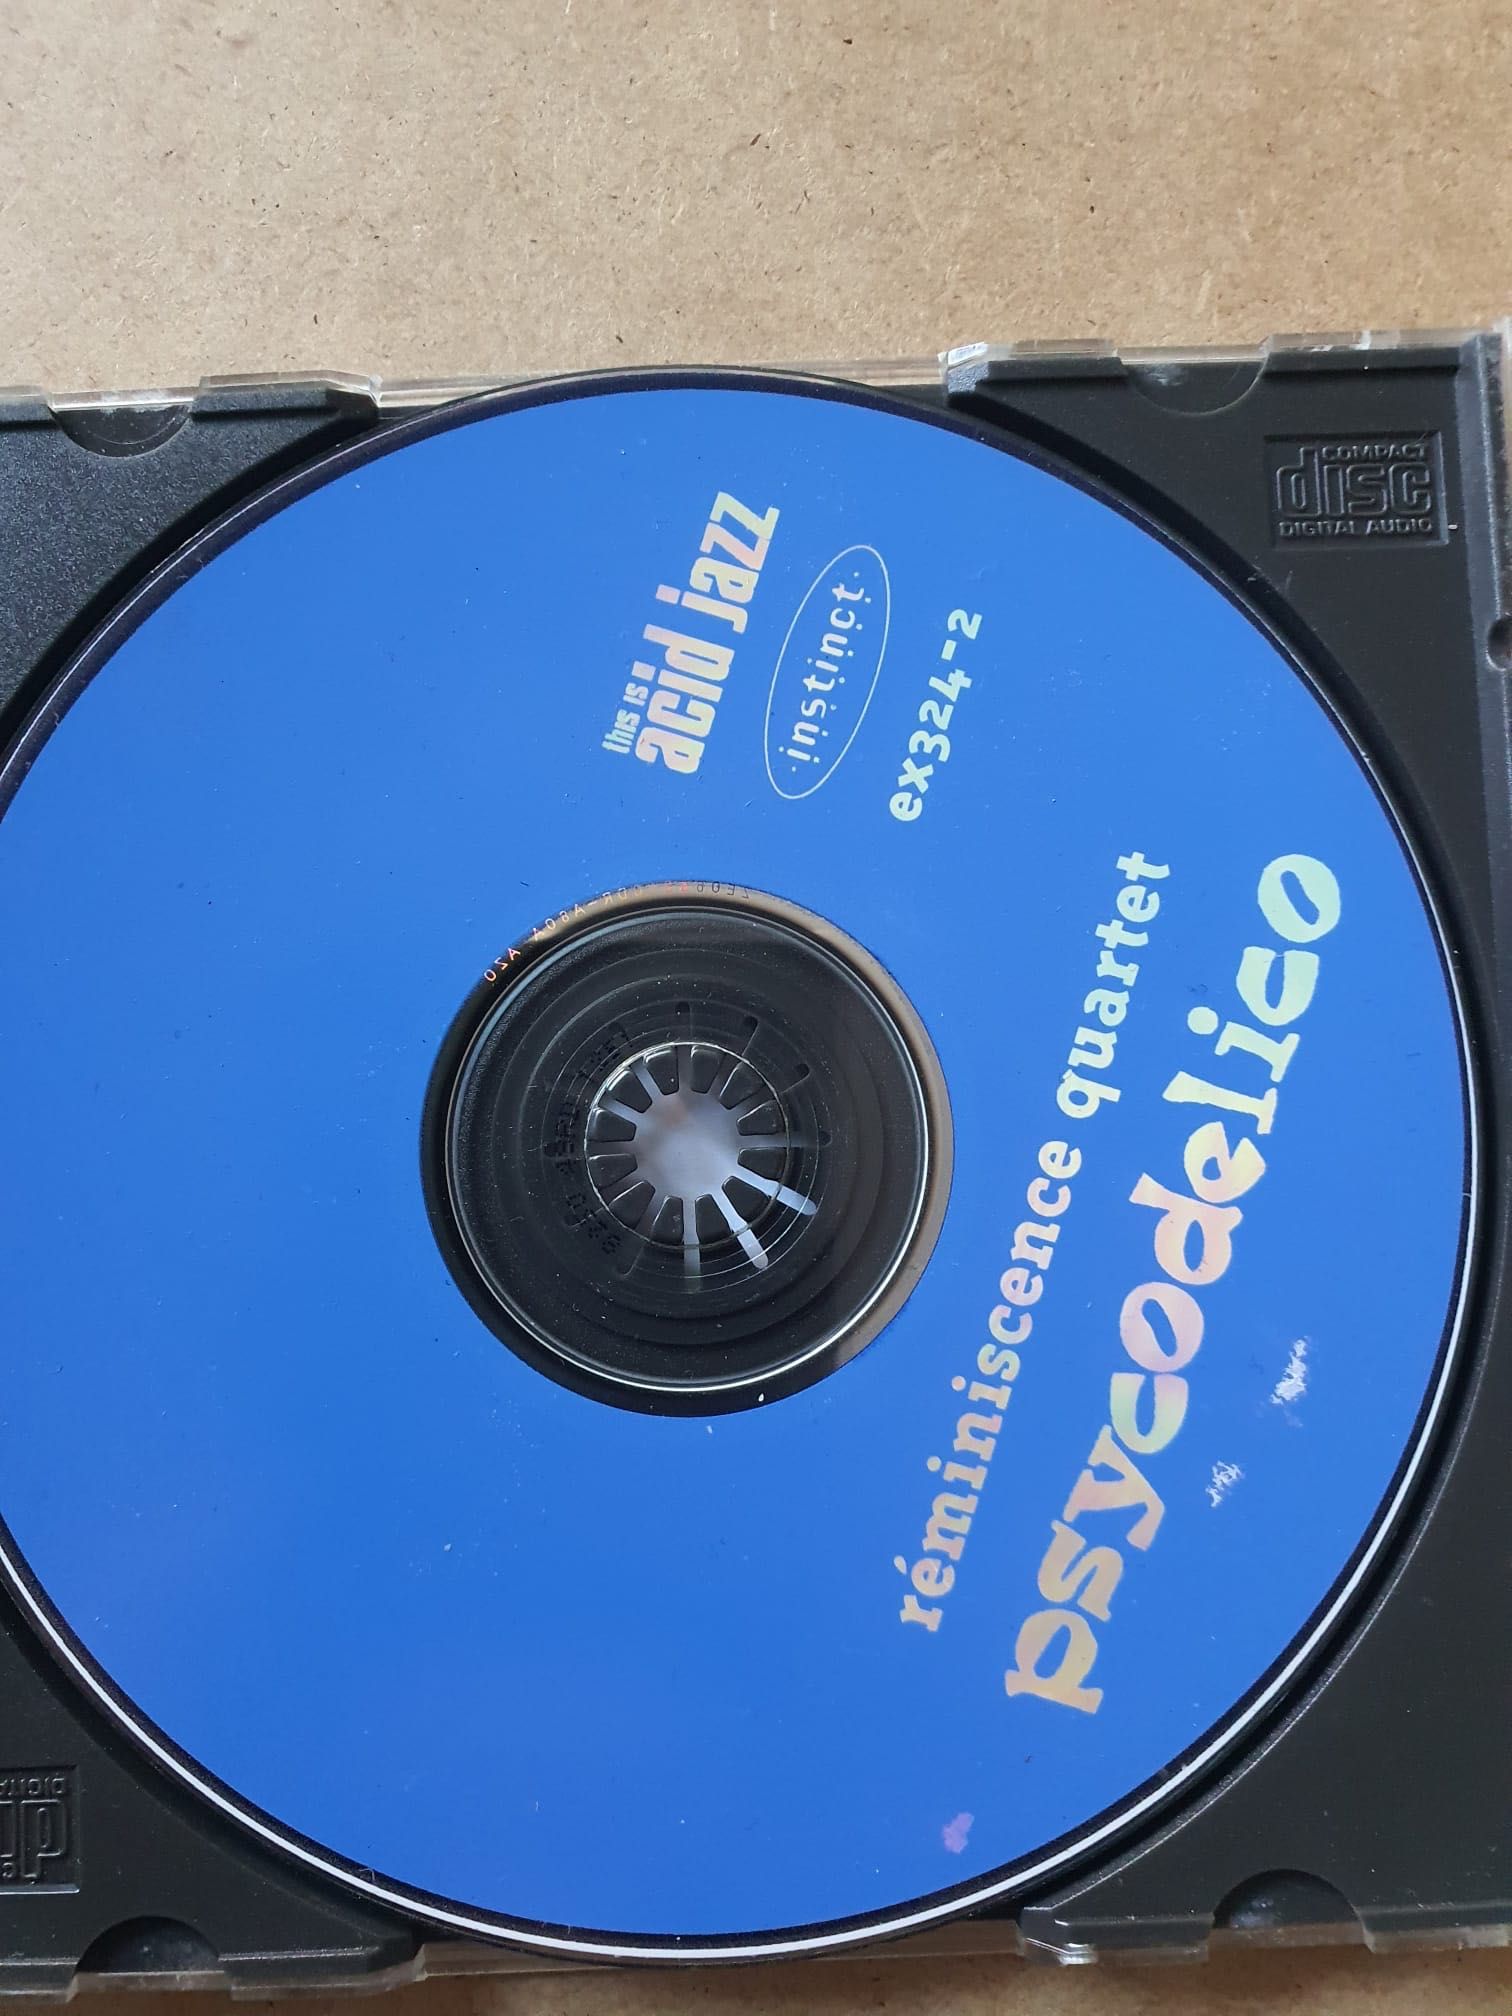 this is
acid jazz
·instinct·
ex324-2
réminiscence quartet
psycodelico
COMPACT
disc
DIGITAL AUDIO